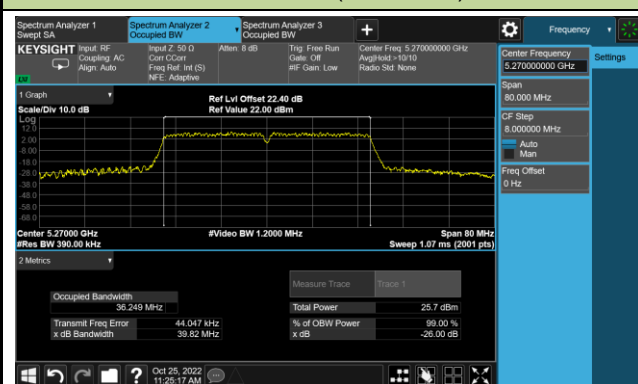 Spectrum Analyzer 1
Swept SA
Spectrum Analyzer 2
Occupied BW
Spectrum Analyzer 3
Occupied BW
Frequency
KEYSIGHT
Input: RF
Coupling: AC
Align: Auto
Input Z: 50 Ω
Corr CCorr
Freq Ref: Int (S)
NFE: Adaptive
Atten: 8 dB
Trig: Free Run
Gate: Off
#IF Gain: Low
Center Freq: 5.270000000 GHz
Avg|Hold:>10/10
Radio Std: None
Center Frequency
5.270000000 GHz
Settings
Span
80.000 MHz
CF Step
8.000000 MHz
Auto
Man
Freq Offset
0 Hz
1 Graph
Scale/Div 10.0 dB
Ref Lvl Offset 22.40 dB
Ref Value 22.00 dBm
Log
12.0
2.00
-8.00
-18.0
-28.0
-38.0
-48.0
-58.0
-68.0
Center 5.27000 GHz
#Res BW 390.00 kHz
#Video BW 1.2000 MHz
Span 80 MHz
Sweep 1.07 ms (2001 pts)
2 Metrics
Measure Trace
Trace 1
Occupied Bandwidth
36.249 MHz
Total Power
25.7 dBm
Transmit Freq Error
44.047 kHz
% of OBW Power
99.00 %
x dB Bandwidth
39.82 MHz
x dB
-26.00 dB
Oct 25, 2022
11:25:17 AM